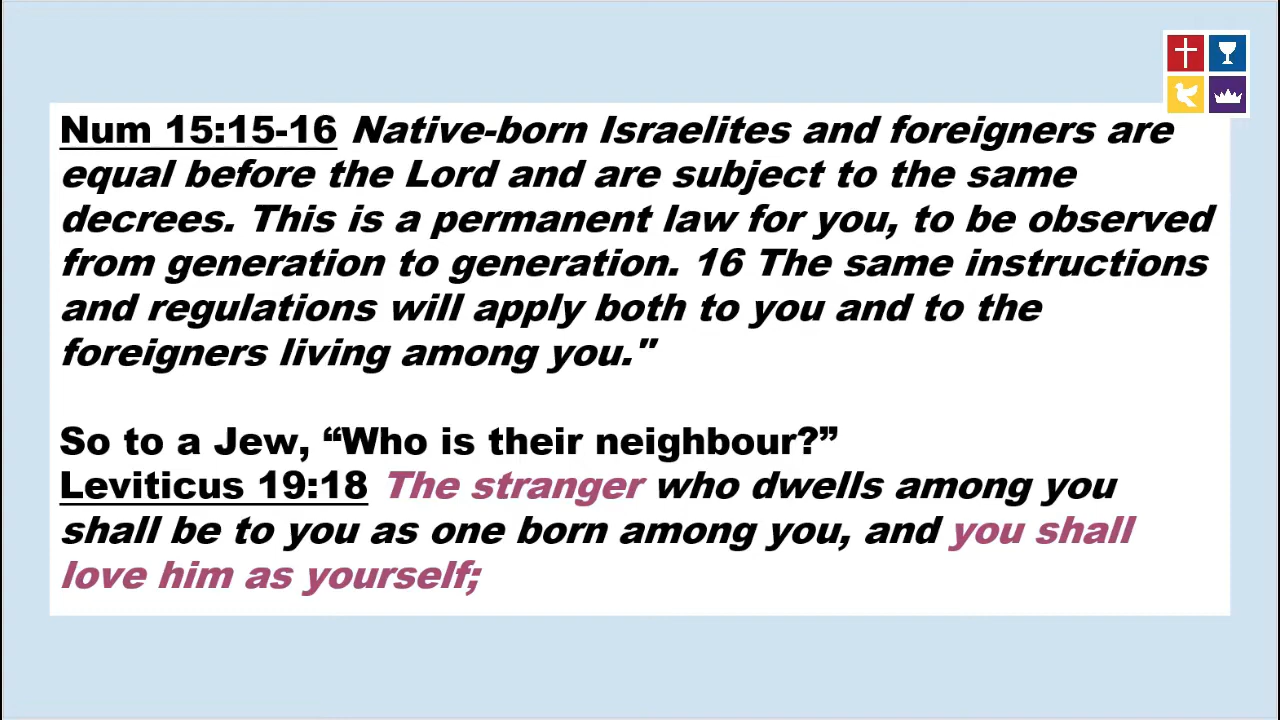 Num 15:15-16 Native-born Israelites and foreigners are
equal before the Lord and are subject to the same
decrees. This is a permanent law for you, to be observed
from generation to generation. 16 The same instructions
and regulations will apply both to you and to the
foreigners living among you."
So to a Jew, “Who is their neighbour?”
Leviticus 19:18 The stranger who dwells among you
shall be to you as one born among you, and you shall
love him as yourself;